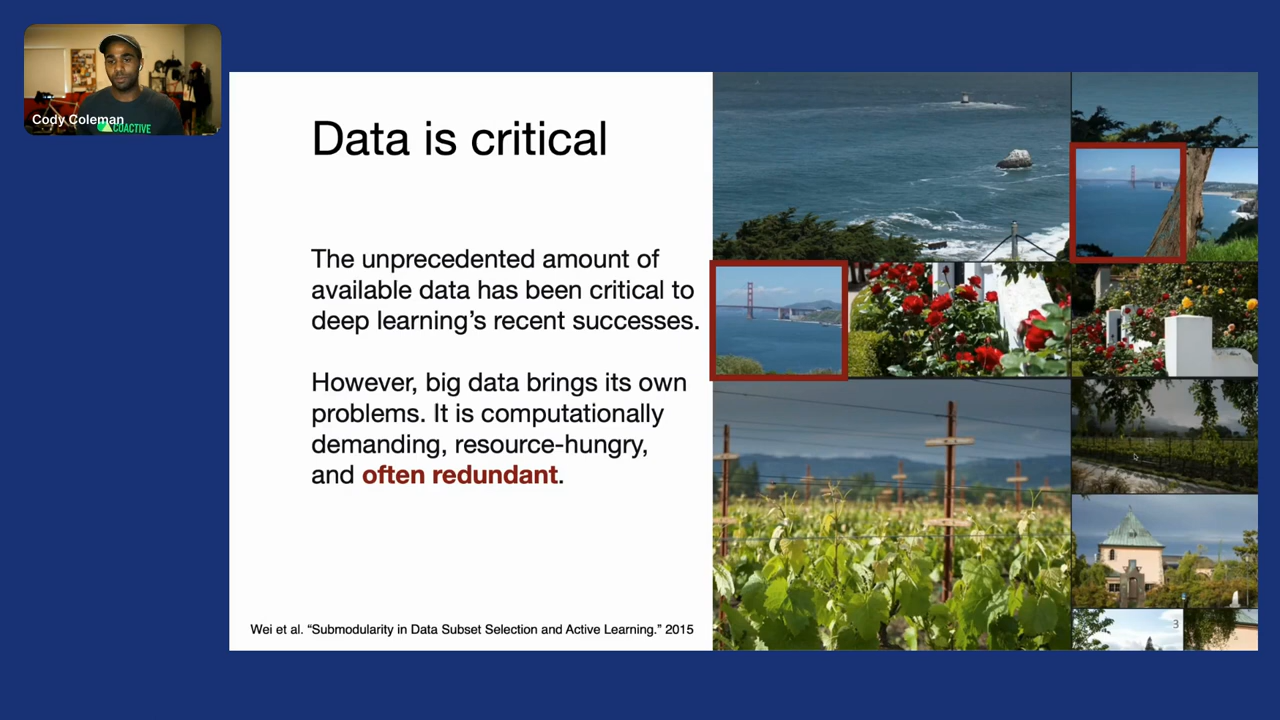 Cody Coleman
COACTIVE
Data is critical
The unprecedented amount of
available data has been critical to
deep learning’s recent successes.
However, big data brings its own
problems. It is computationally
demanding, resource-hungry,
and often redundant.
Wei et al. “Submodularity in Data Subset Selection and Active Learning.” 2015
3